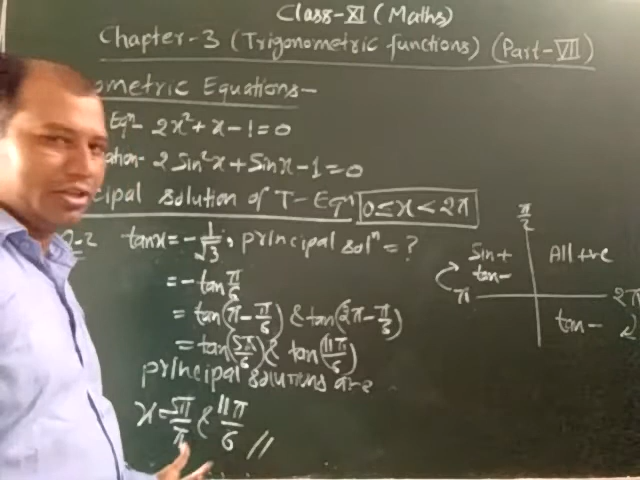 Class-XI (Maths)
Chapter-3 (Trigonometric functions) (Part-VII)
ometric Equations-
Eqⁿ- 2x²+x-1=0
ation- 2 Sin²x+Sinx-1=0
cipal solution of T-Eqⁿ 0≤x<2π
-2 tanx=-1/√3, principal solⁿ=?
=-tan π/6
=tan(π-π/6) & tan(2π-π/6)
=tan(5π/6) & tan(11π/6)
principal solutions are
x=5π/π & 11π/6 //
π/2
Sin+ All +ve
tan-
π 2π
tan-